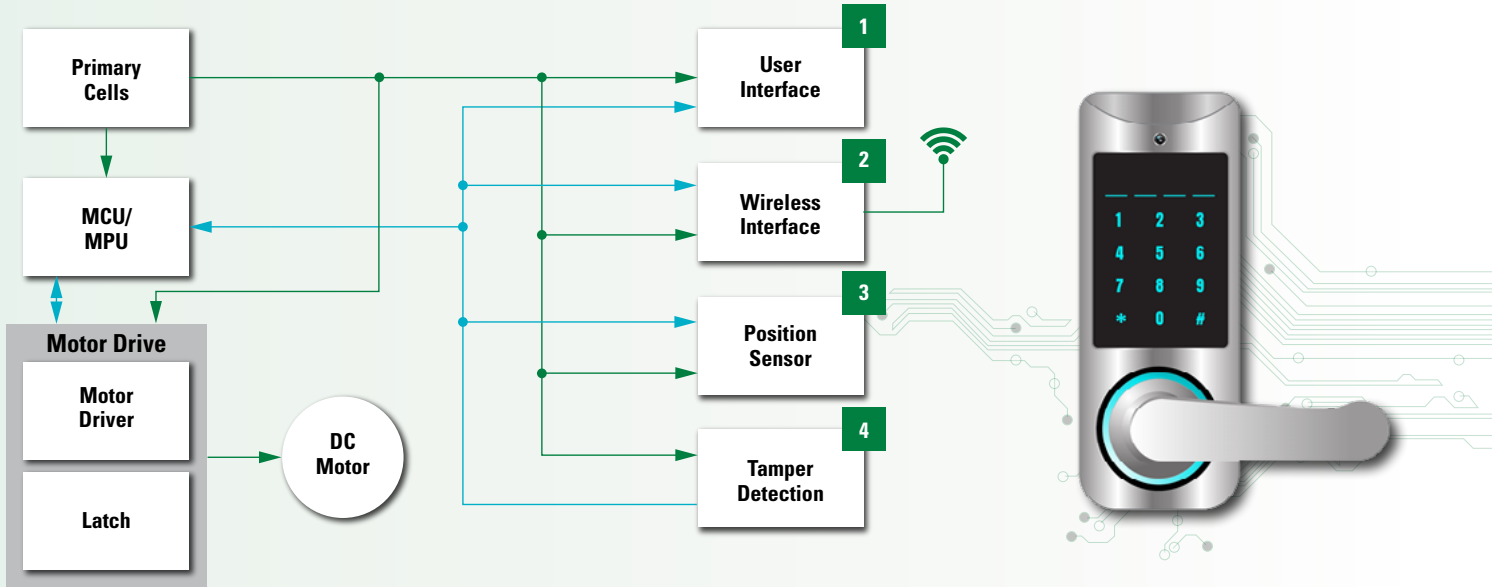 Primary
Cells
MCU/
MPU
Motor Drive
Motor
Driver
Latch
DC
Motor
1
User
Interface
2
Wireless
Interface
3
Position
Sensor
4
Tamper
Detection
1 2 3
4 5 6
7 8 9
* 0 #